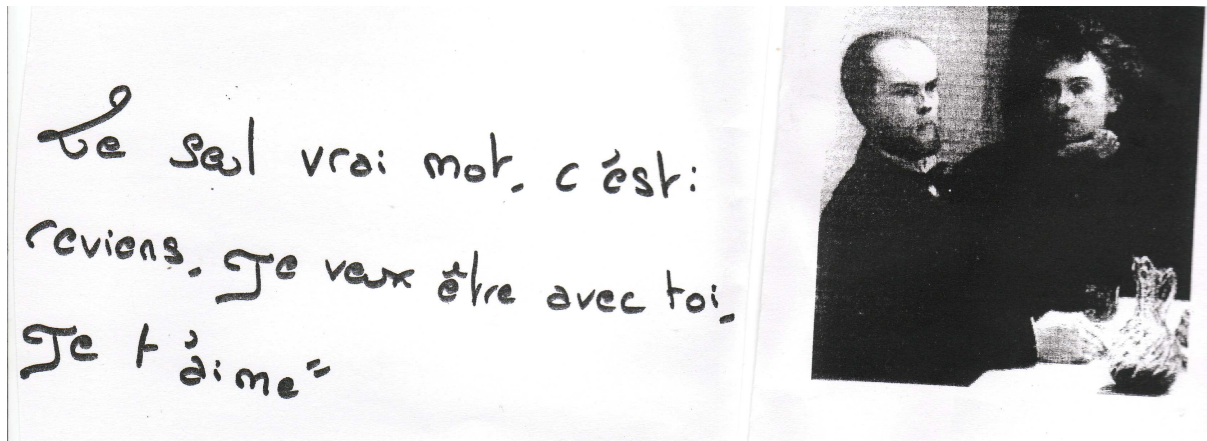 Le seul vrai mot, c'est:
reviens, Je veux être avec toi,
Je t'aime"